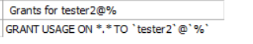 Grants for tester2@%
GRANT USAGE ON *.* TO `tester2`@`%`